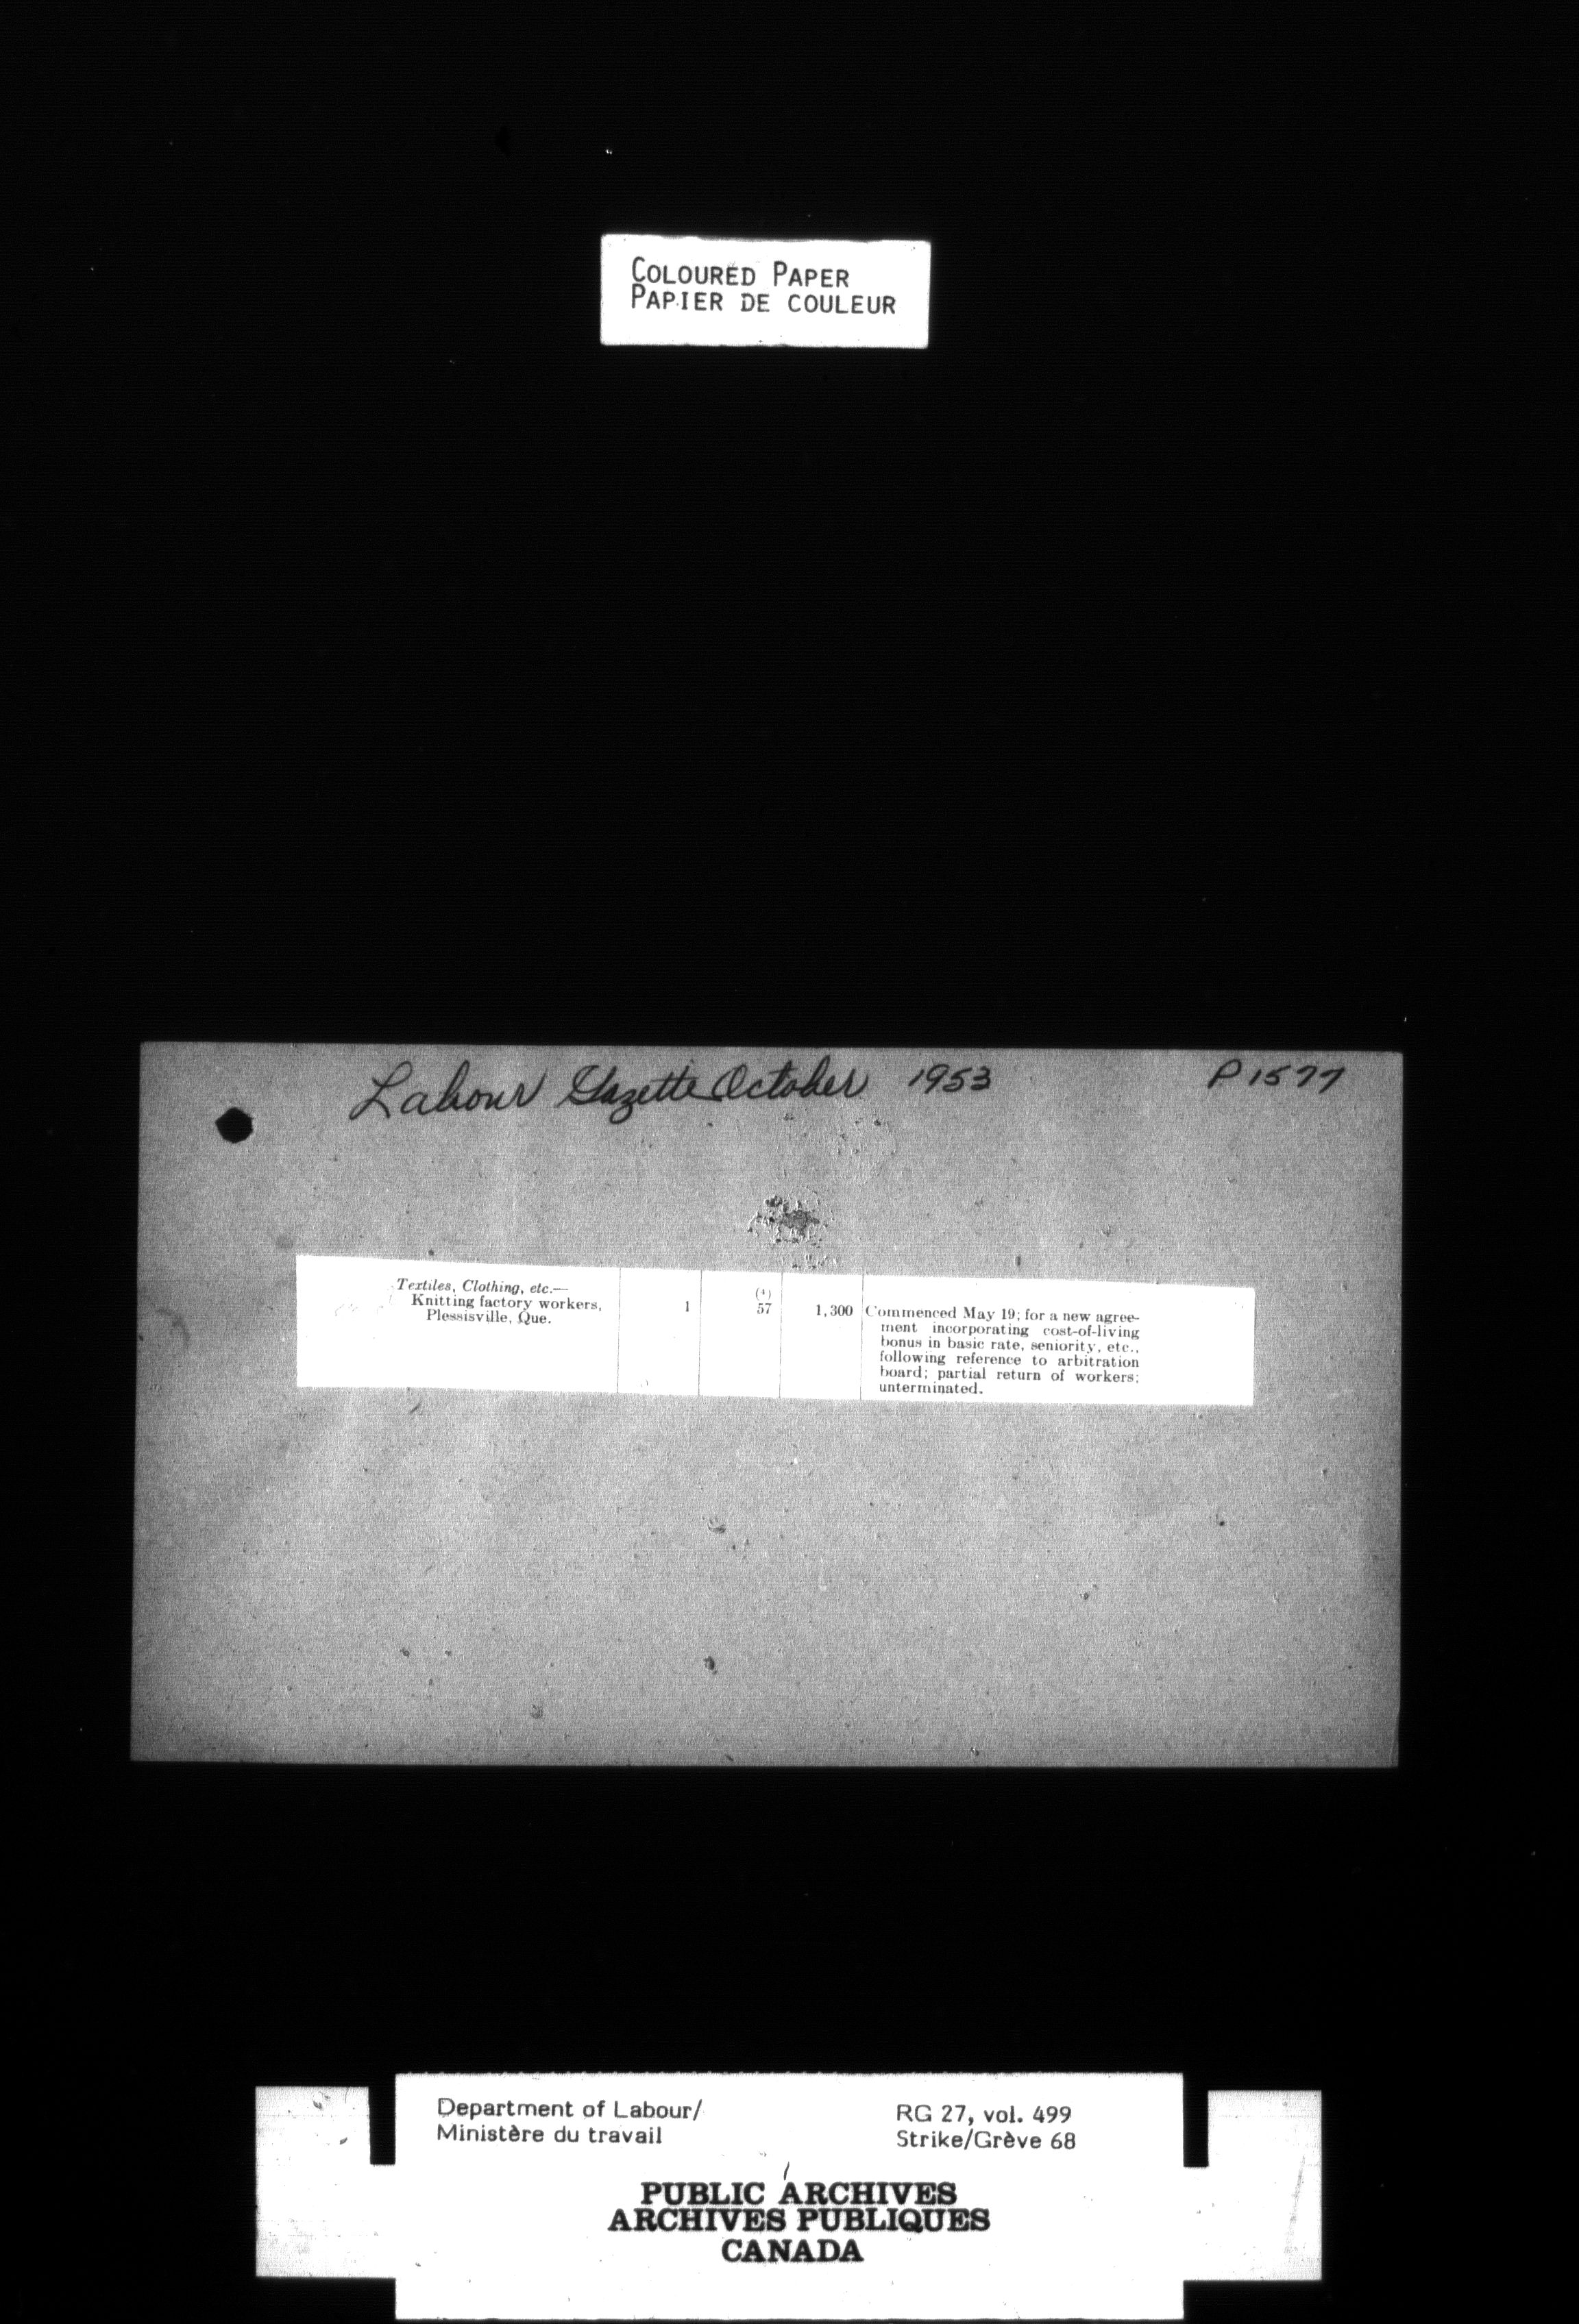 COLOURED PAPER
PAPIER DE COULEUR
Labour Gazette October 1953 P1577
Textiles, Clothing, etc.—
Knitting factory workers,
Plessisville, Que.
1
(4)
57
1,300
Commenced May 19; for a new agree-
ment incorporating cost-of-living
bonus in basic rate, seniority, etc.,
following reference to arbitration
board; partial return of workers;
unterminated.
Department of Labour/
Ministère du travail
RG 27, vol. 499
Strike/Grève 68
PUBLIC ARCHIVES
ARCHIVES PUBLIQUES
CANADA